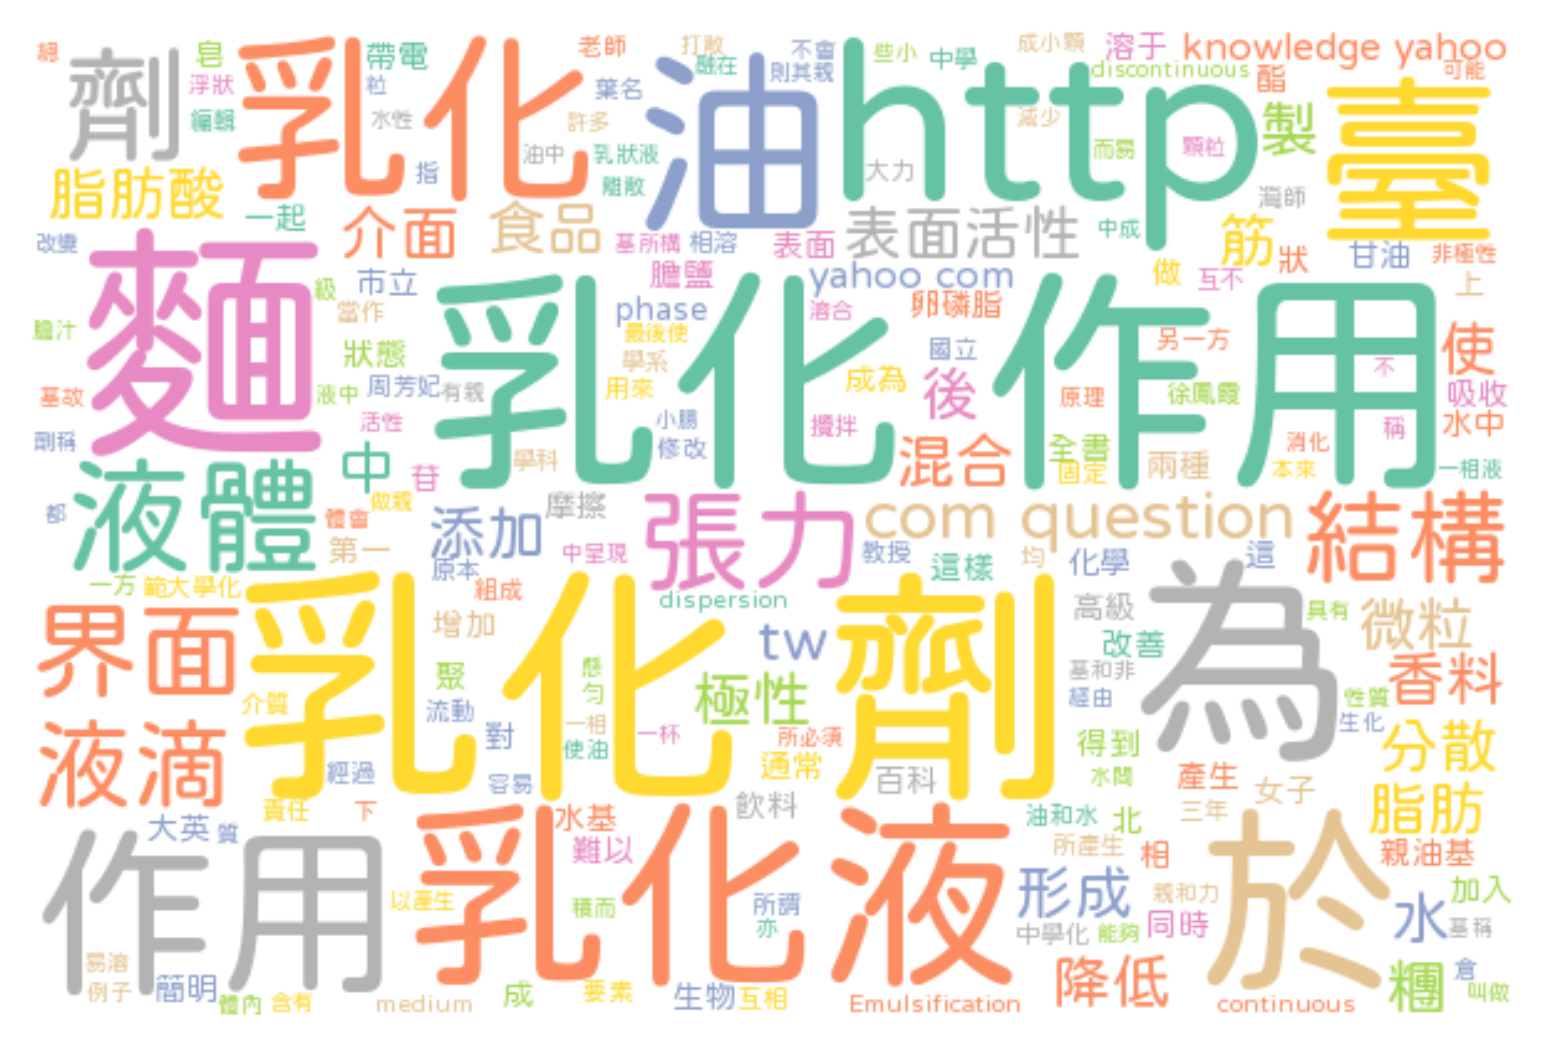 總
皂
帶電
老師
打散
不會
些小
中學
成小顆
溶于
knowledge yahoo
劑
乳化
油
http
臺
浮狀
粒
葉名
融在
則其親
discontinuous
酯
可能
編輯
水性
許多
減少
製
油中
乳狀液
而易
顆粒
脂肪酸
指
離散
大力
一起
介面
食品
表面活性
中成
筋
改變
麵
基所構
相溶
表面
狀
甘油
非極性
市立
膽鹽
yahoo com
做
互不
上
級
當作
phase
溶合
卵磷脂
乳化作用
膽汁
狀態
最後使
學系
國立
另一方
使
基故
液中
周芳妃
有親
用來
成為
後
原理
徐鳳霞
不
吸收
劑稱
活性
小腸
攪拌
稱
水中
修改
混合
全書
消化
液體
中
苷
學科
固定
兩種
本來
一相液
都
做親
體會
添加
摩擦
張力
com question
結構
第一
原本
中呈現
教授
這樣
均
化學
這
一方
範大學化
組成
dispersion
界面
乳化劑
增加
tw
高級
為
具有
微粒
改善
聚
懸
勻
極性
基和非
香料
介質
流動
經由
性質
液滴
對
一相
一杯
所必須
生化
使油
得到
分散
經過
容易
通常
百科
水間
產生
女子
責任
下
飲料
三年
脂肪
大英
質
水基
油和水
北
作用
乳化液
難以
所產生
相
於
親油基
形成
親和力
加入
以產生
積而
所謂
亦
水
中學化
能夠
同時
基稱
易溶
例子
簡明
降低
糰
倉
叫做
體內
含有
medium
成
要素
生物
互相
Emulsification
continuous